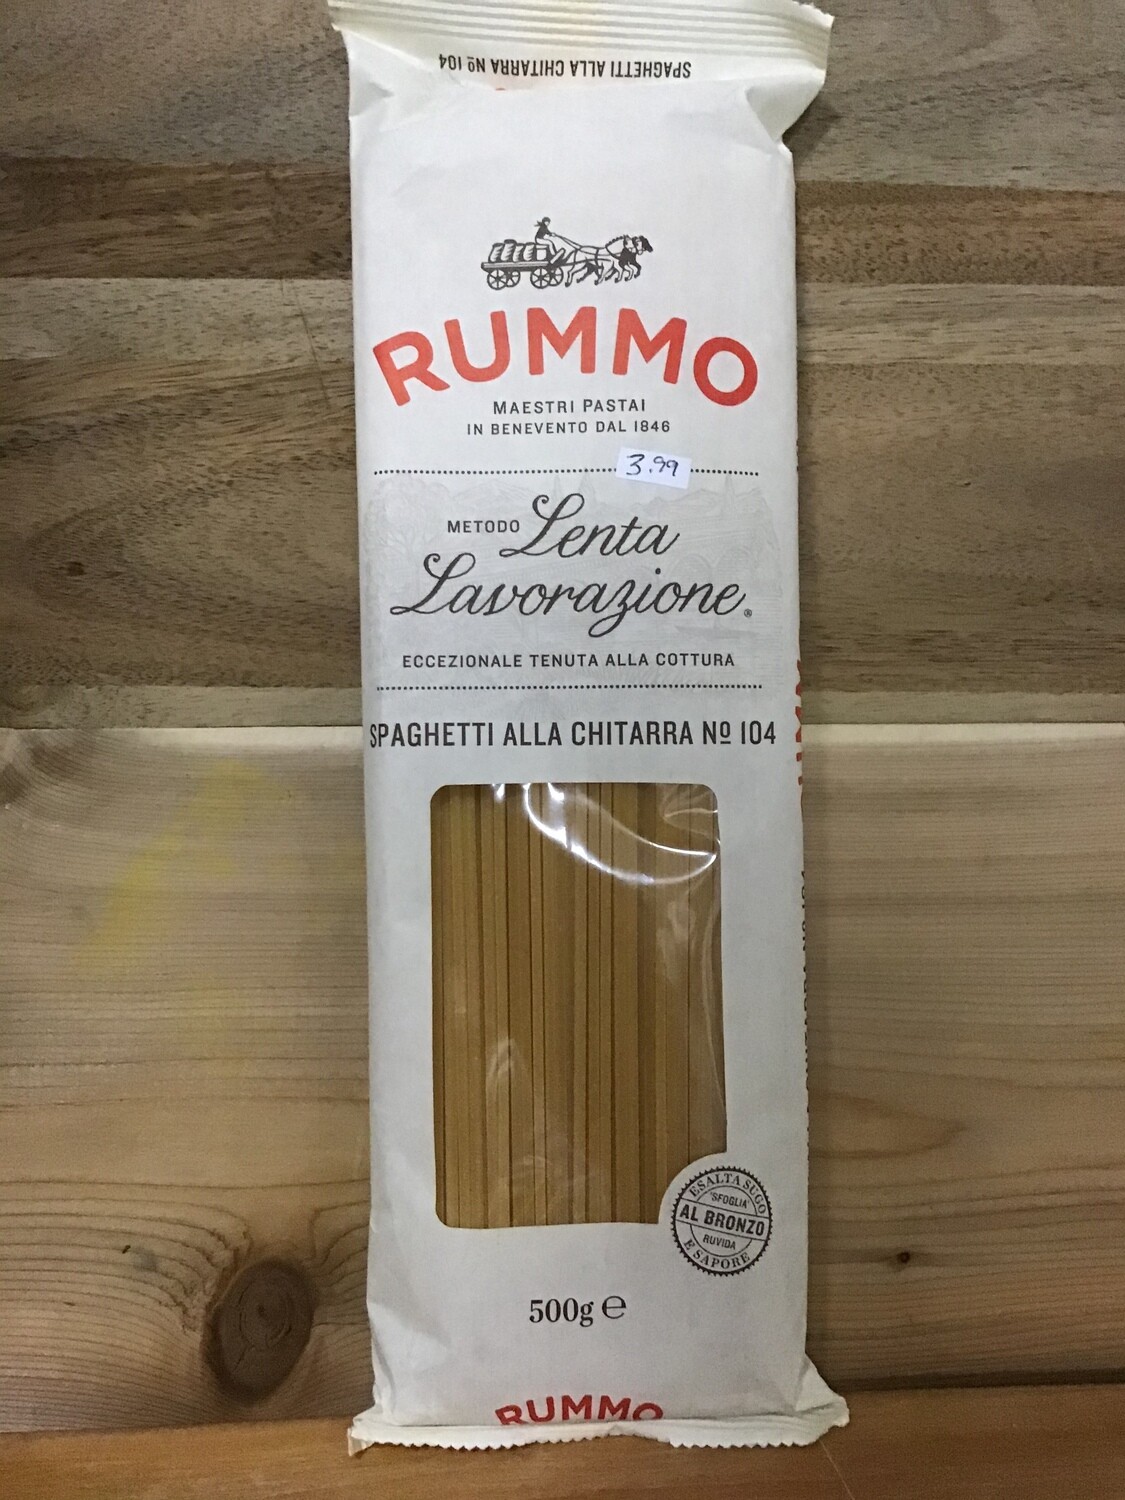 SPAGHETTI ALLA CHITARRA Nº 104
RUMMO
MAESTRI PASTAI
IN BENEVENTO DAL 1846
3.99
METODO Lenta
Lavorazione®
ECCEZIONALE TENUTA ALLA COTTURA
SPAGHETTI ALLA CHITARRA Nº 104
ESALTA SUGO
'SFOGLIA'
AL BRONZO
RUVIDA
E SAPORE
500g ℮
RUMMO